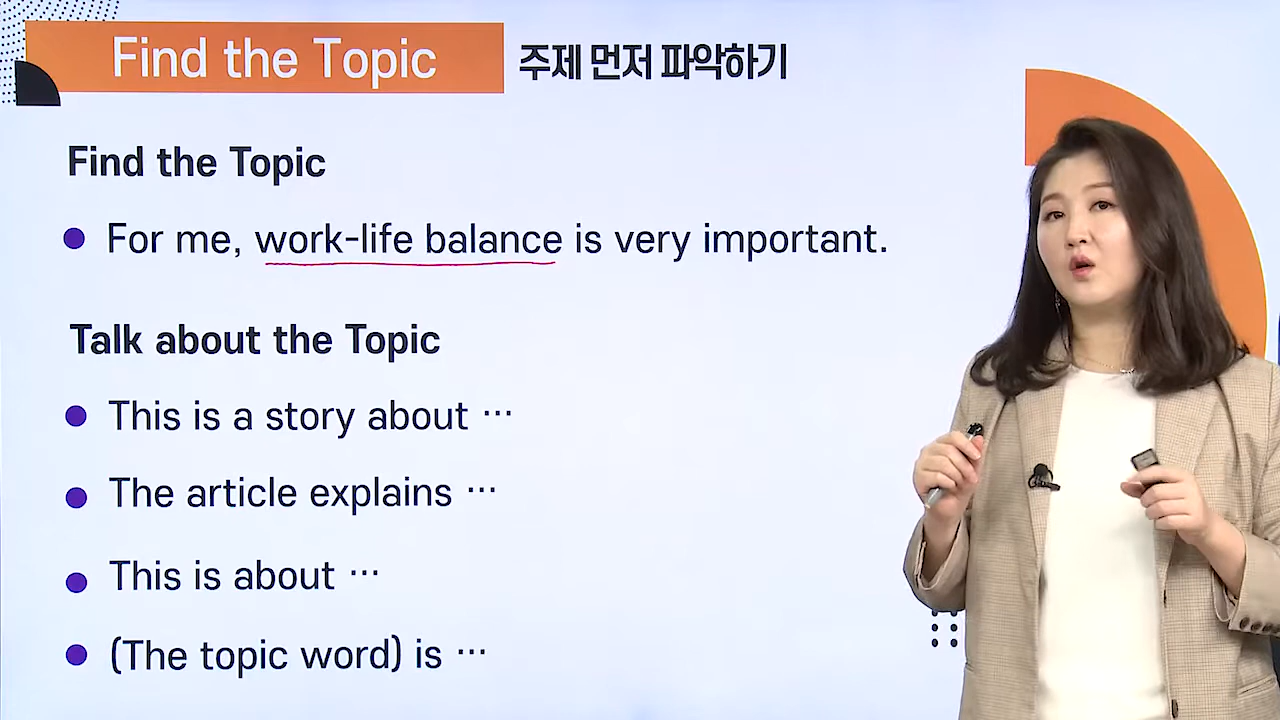 Find the Topic 주제 먼저 파악하기
Find the Topic
● For me, work-life balance is very important.
Talk about the Topic
● This is a story about ···
● The article explains ···
● This is about ···
● (The topic word) is ···